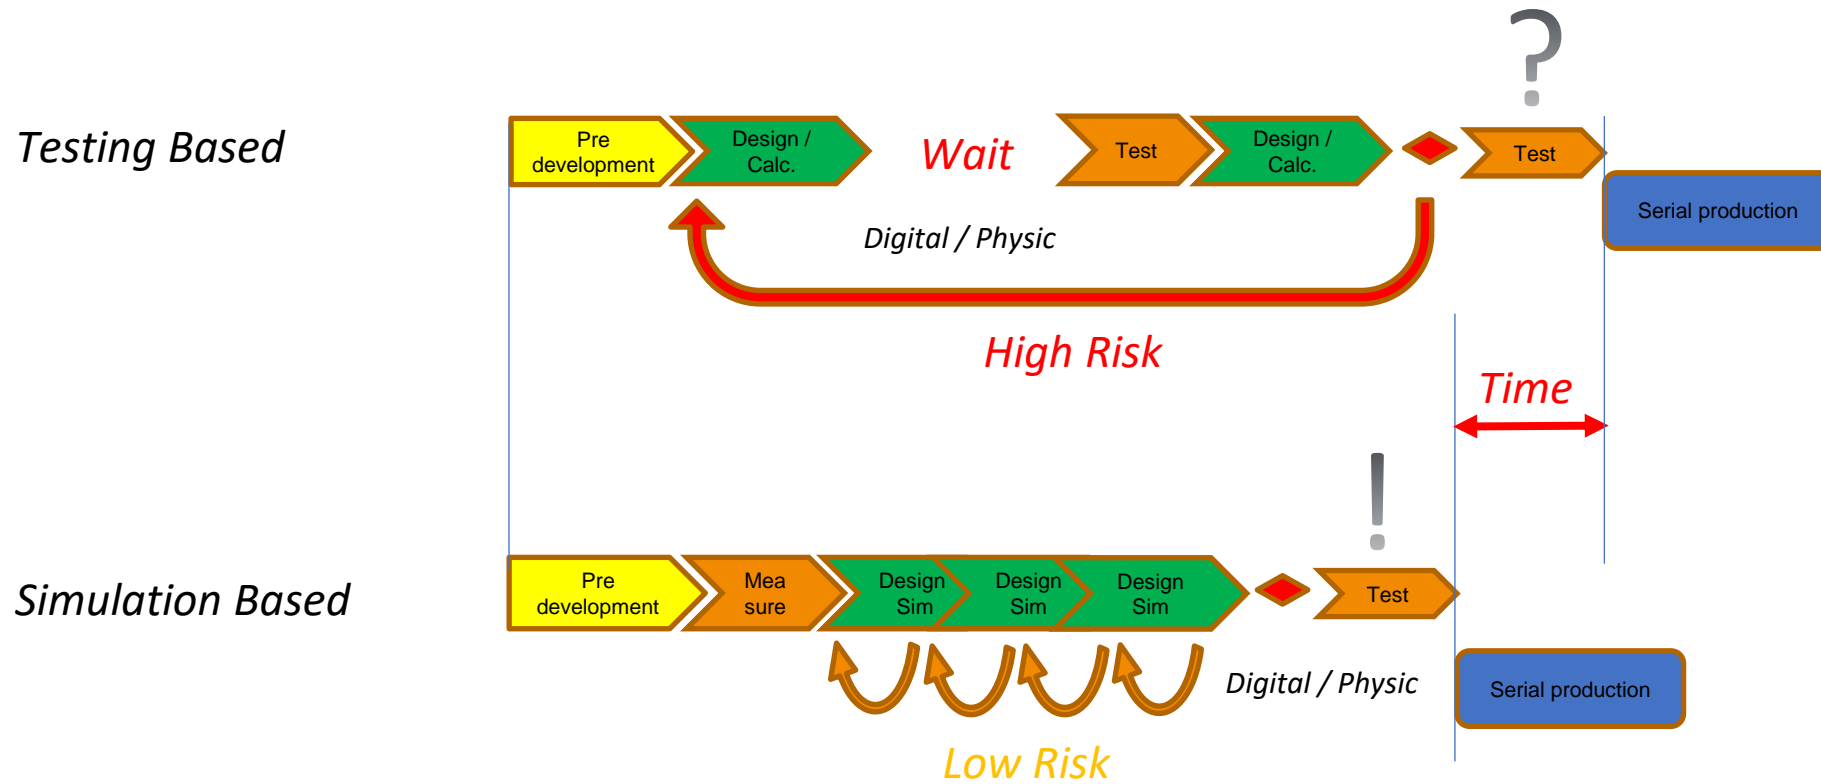 ?
Testing Based
Pre
development
Design /
Calc.
Wait
Test
Design /
Calc.
Test
Serial production
Digital / Physic
High Risk
Time
!
Simulation Based
Pre
development
Mea
sure
Design
Sim
Design
Sim
Design
Sim
Test
Digital / Physic
Serial production
Low Risk